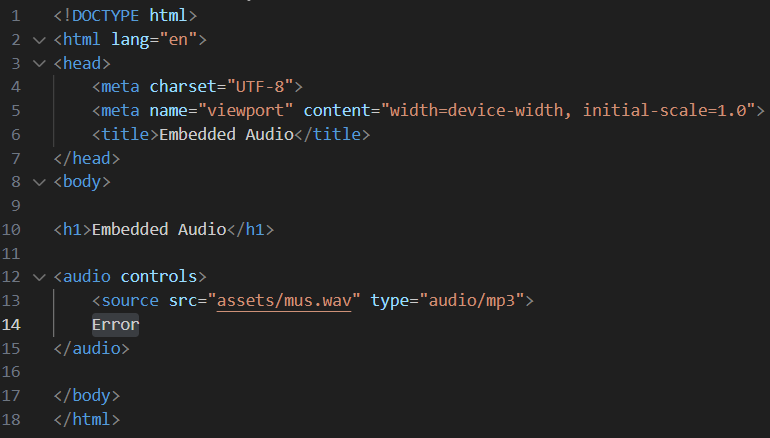 1 <!DOCTYPE html>
2 <html lang="en">
3 <head>
4 <meta charset="UTF-8">
5 <meta name="viewport" content="width=device-width, initial-scale=1.0">
6 <title>Embedded Audio</title>
7 </head>
8 <body>
9
10 <h1>Embedded Audio</h1>
11
12 <audio controls>
13 <source src="assets/mus.wav" type="audio/mp3">
14 Error
15 </audio>
16
17 </body>
18 </html>